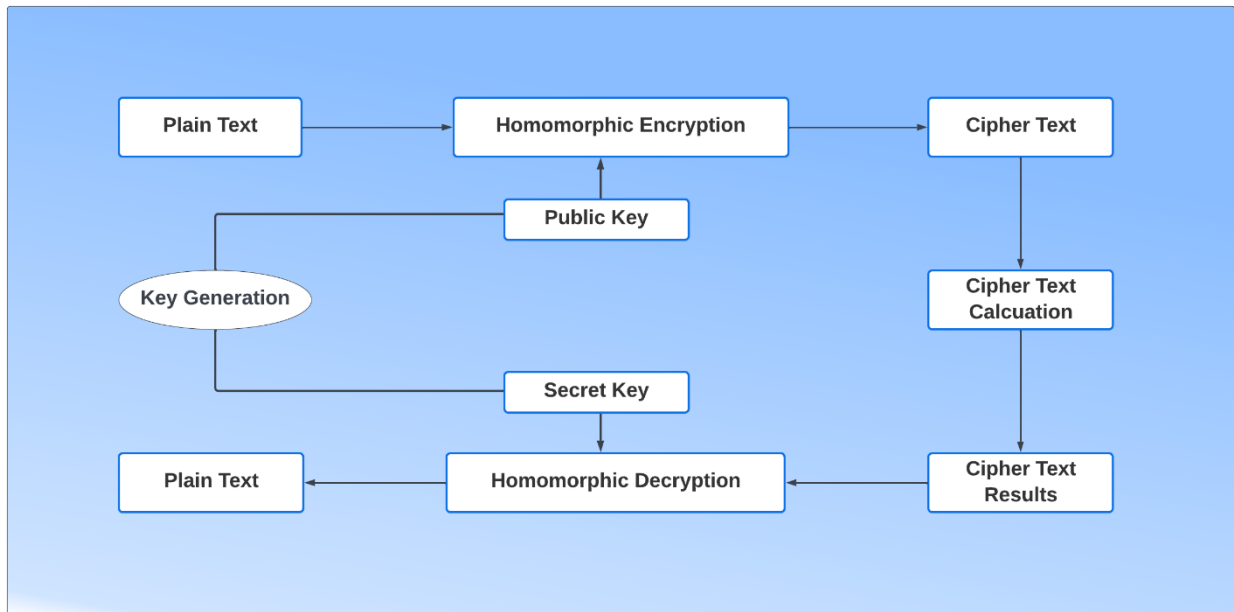 Plain Text
Homomorphic Encryption
Cipher Text
Public Key
Key Generation
Cipher Text
Calcuation
Secret Key
Plain Text
Homomorphic Decryption
Cipher Text
Results